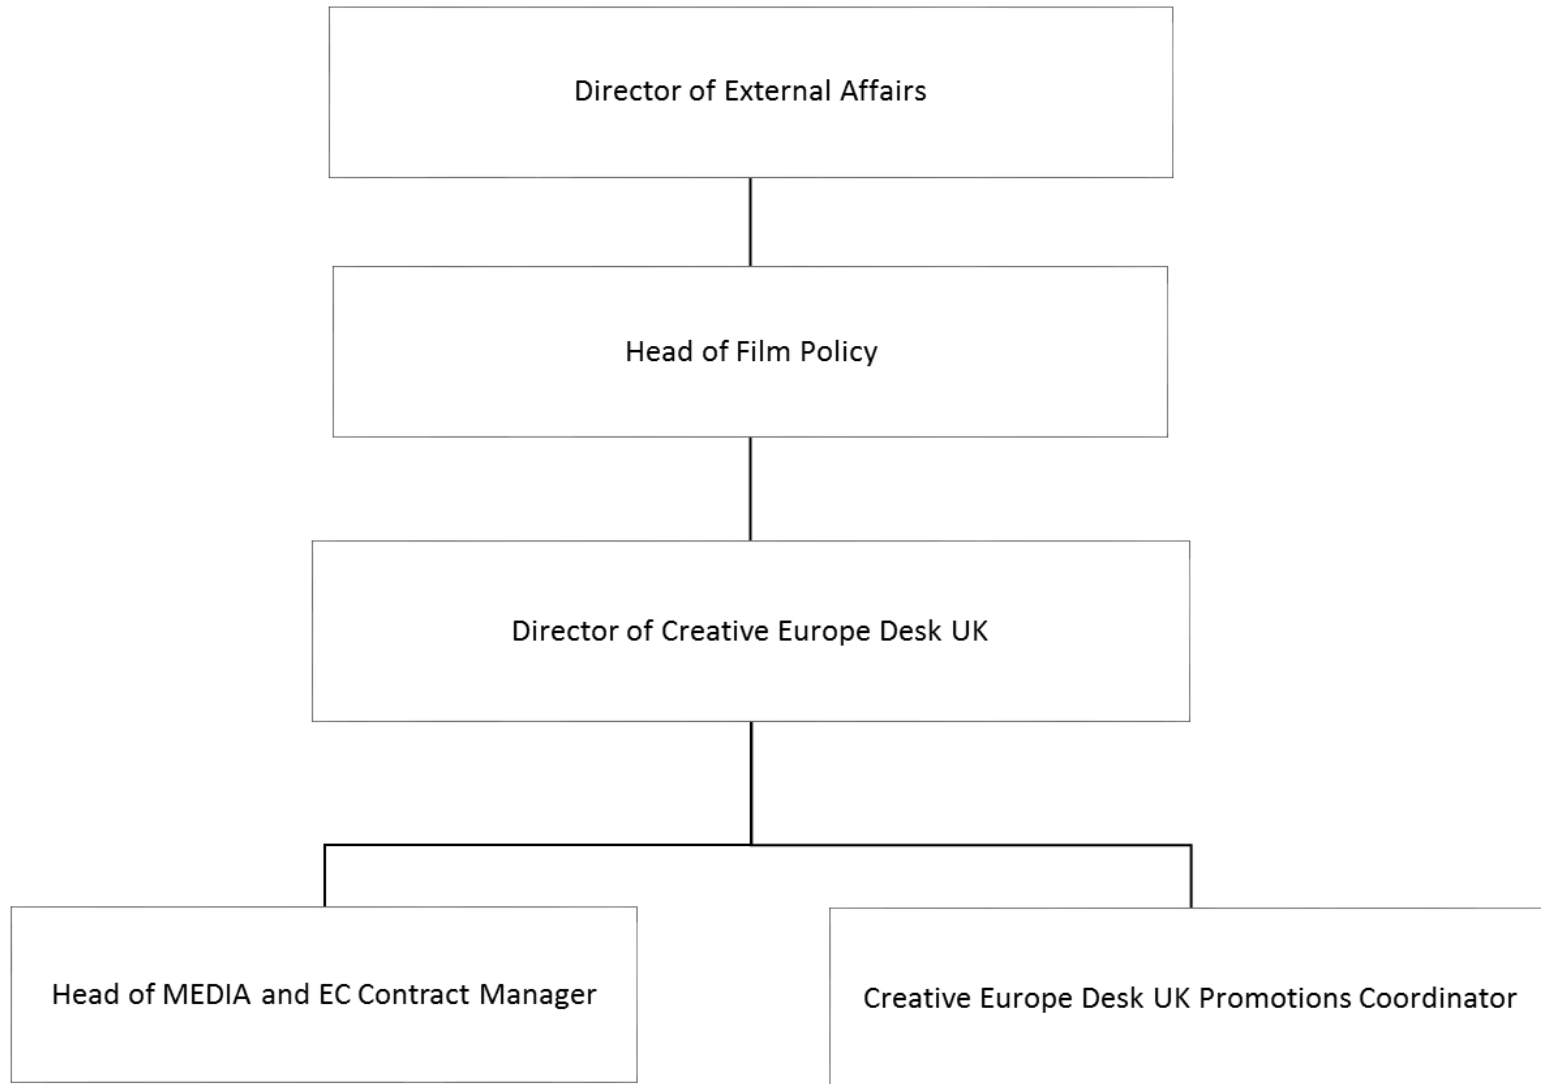 Director of External Affairs
Head of Film Policy
Director of Creative Europe Desk UK
Head of MEDIA and EC Contract Manager
Creative Europe Desk UK Promotions Coordinator